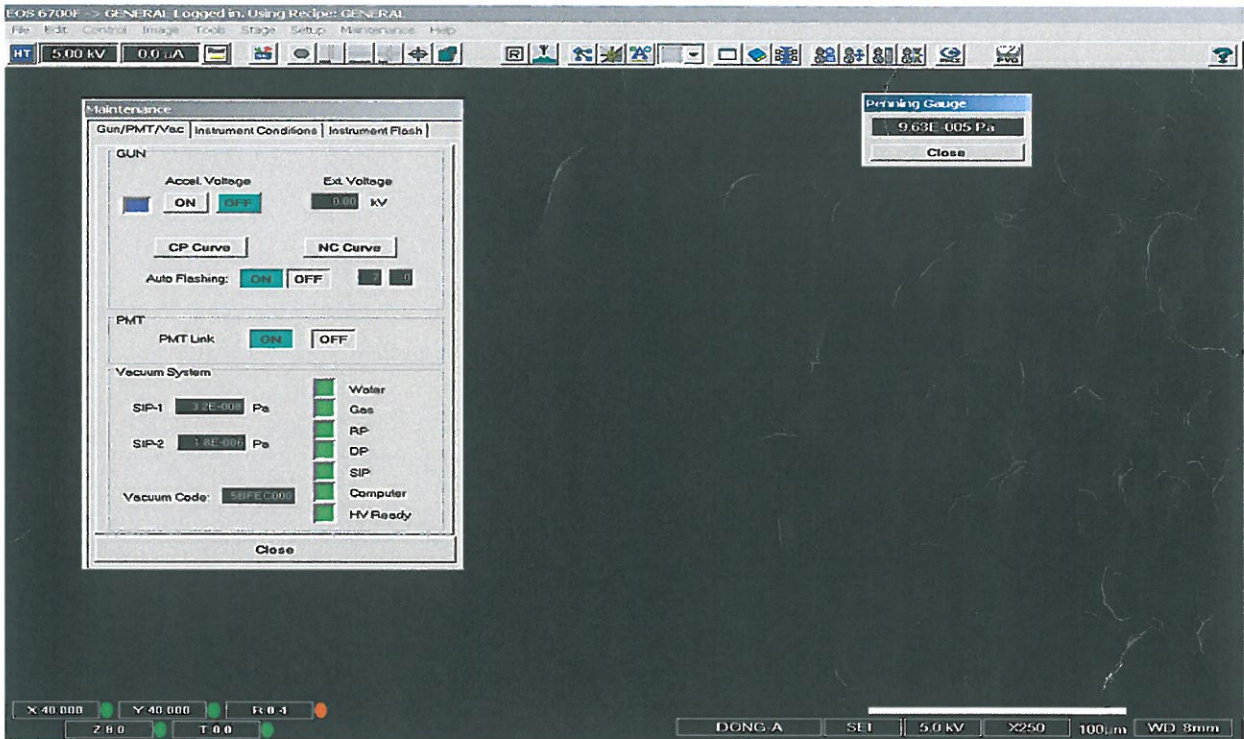 EOS 6700F -> GENERAL Logged in. Using Recipe: GENERAL
File Edit Control Image Tools Stage Setup Maintenance Help
HT 5.00 kV 0.0 uA
R
PVD
Maintenance
Gun/PMT/Vac Instrument Conditions Instrument Flash
GUN
Accel. Voltage Ext. Voltage
ON OFF 0.00 kV
CP Curve NC Curve
Auto Flashing: ON OFF 2 0
PMT
PMT Link ON OFF
Vacuum System
Water
SIP-1 3.2E-008 Pa Gas
RP
SIP-2 1.8E-006 Pa DP
SIP
Vacuum Code: Computer
HV Ready
Close
Penning Gauge
9.63E-005 Pa
Close
X 40.000 Y 40.000 R 0.4
Z 8.0 T 0.0
DONG-A SEI 5.0 kV X250 100µm WD 8mm